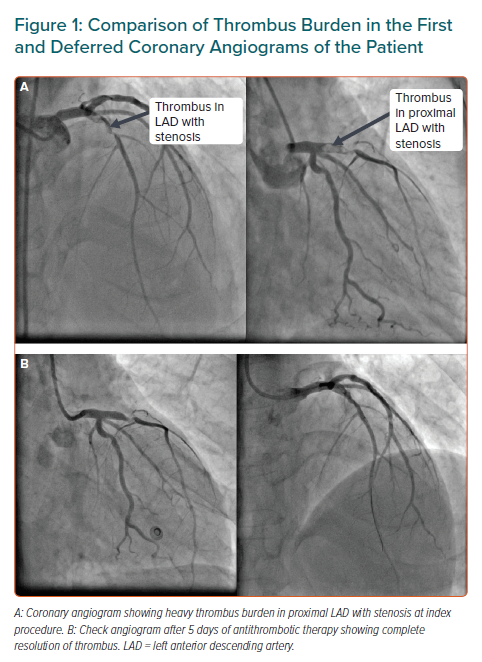 Figure 1: Comparison of Thrombus Burden in the First
and Deferred Coronary Angiograms of the Patient
A
Thrombus in
LAD with
stenosis
Thrombus
in proximal
LAD with
stenosis
B
A: Coronary angiogram showing heavy thrombus burden in proximal LAD with stenosis at index
procedure. B: Check angiogram after 5 days of antithrombotic therapy showing complete
resolution of thrombus. LAD = left anterior descending artery.